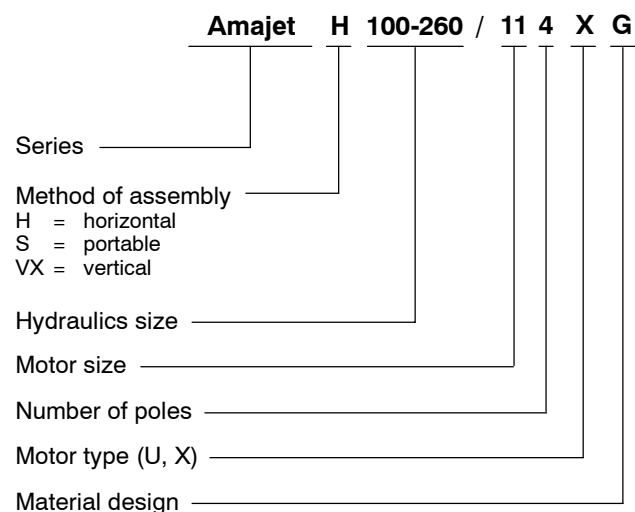 Amajet H 100-260 / 11 4 X G
Series
Method of assembly
H = horizontal
S = portable
VX = vertical
Hydraulics size
Motor size
Number of poles
Motor type (U, X)
Material design